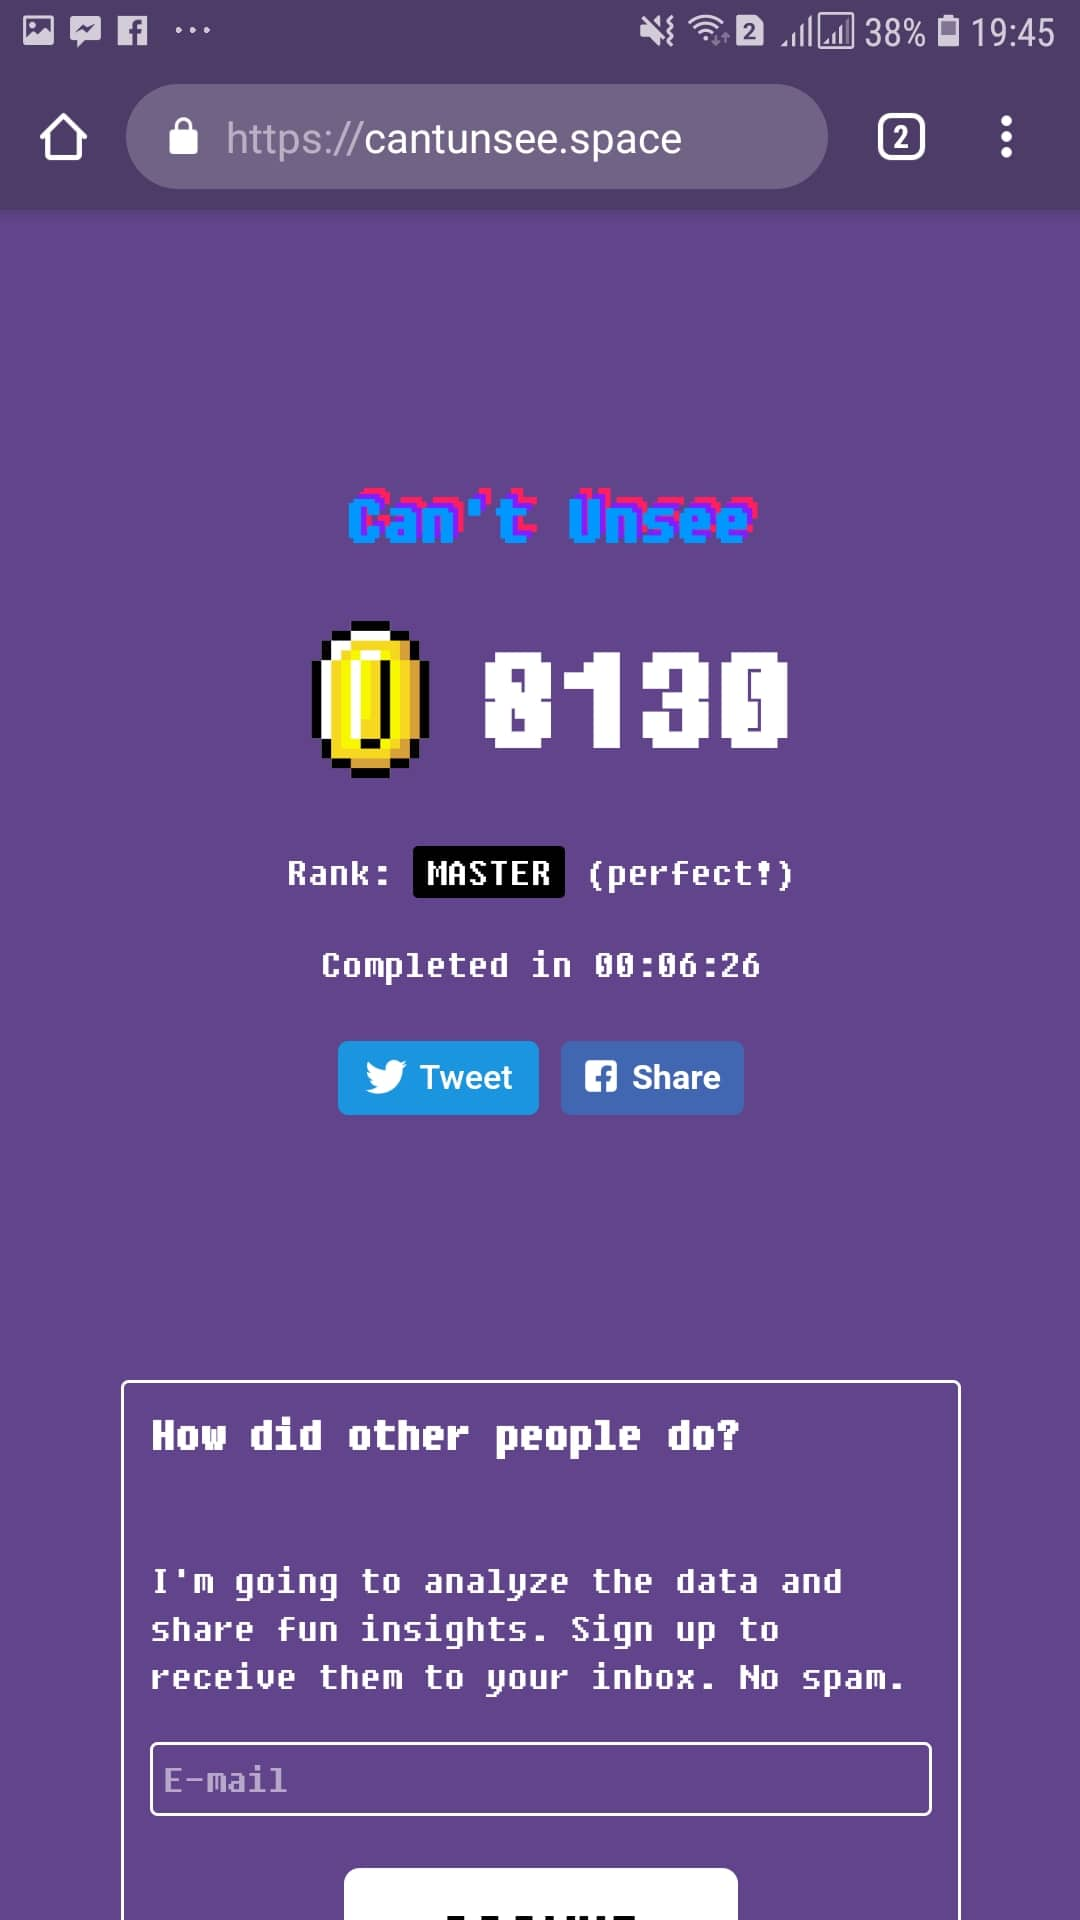 2 38% 19:45
https://cantunsee.space 2
Can't Unsee
8130
Rank: MASTER (perfect!)
Completed in 00:06:26
Tweet Share
How did other people do?
I'm going to analyze the data and
share fun insights. Sign up to
receive them to your inbox. No spam.
E-mail